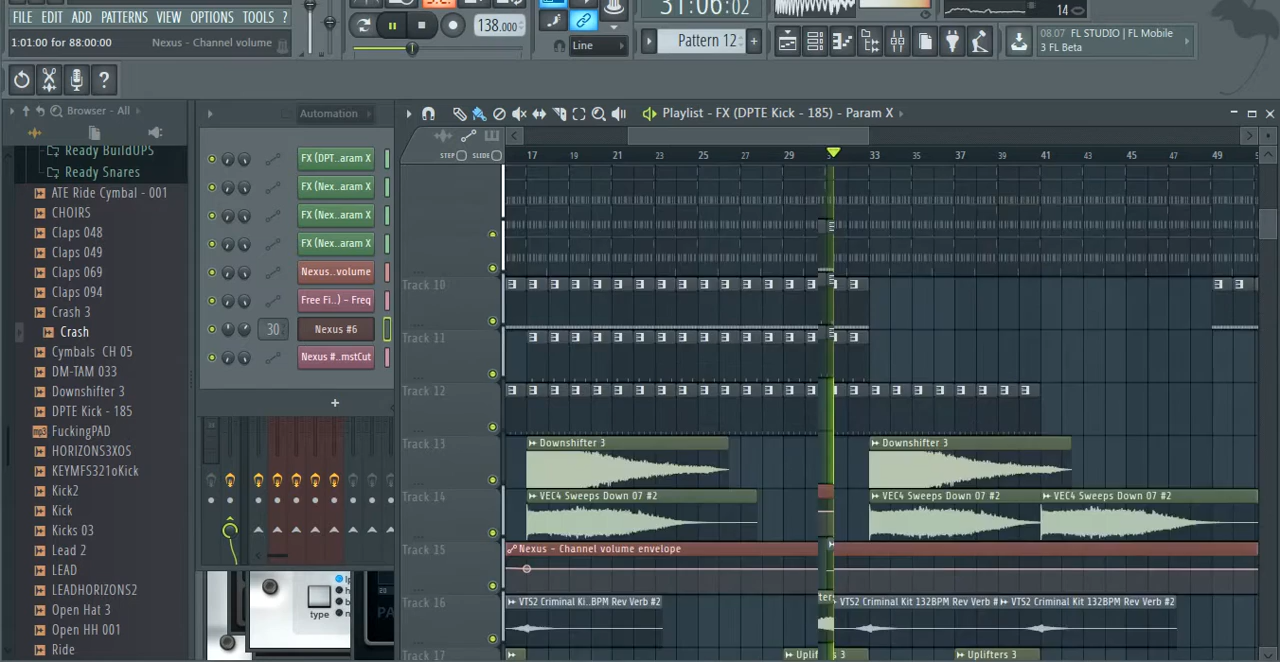 FILE EDIT ADD PATTERNS VIEW OPTIONS TOOLS ?
1:01:00 for 88:00:00 Nexus - Channel volume
138.000
Line
31:06:02
Pattern 12
14
08:07 FL STUDIO | FL Mobile
3 FL Beta
Browser - All
Automation
Playlist - FX (DPTE Kick - 185) - Param X
STEP SLIDE
17 19 21 23 25 27 29 33 35 37 39 41 43 45 47 49
Ready BuildUPS
Ready Snares
ATE Ride Cymbal - 001
CHOIRS
Claps 048
Claps 049
Claps 069
Claps 094
Crash 3
Crash
Cymbals CH 05
DM-TAM 033
Downshifter 3
DPTE Kick - 185
FuckingPAD
HORIZONS3XOS
KEYMFS321oKick
Kick2
Kick
Kicks 03
Lead 2
LEAD
LEADHORIZONS2
Open Hat 3
Open HH 001
Ride
FX (DPT..aram X
FX (Nex..aram X
FX (Nex..aram X
FX (Nex..aram X
Nexus..volume
Free Fi..) - Freq
30 Nexus #6
Nexus #..mstCut
type
Track 10
Track 11
Track 12
Track 13
Downshifter 3
Downshifter 3
Track 14
VEC4 Sweeps Down 07 #2
VEC4 Sweeps Down 07 #2
VEC4 Sweeps Down 07 #2
Track 15
Nexus - Channel volume envelope
Track 16
VTS2 Criminal Ki..BPM Rev Verb #2
VTS2 Criminal Kit 132BPM Rev Verb #
VTS2 Criminal Kit 132BPM Rev Verb #2
Track 17
3